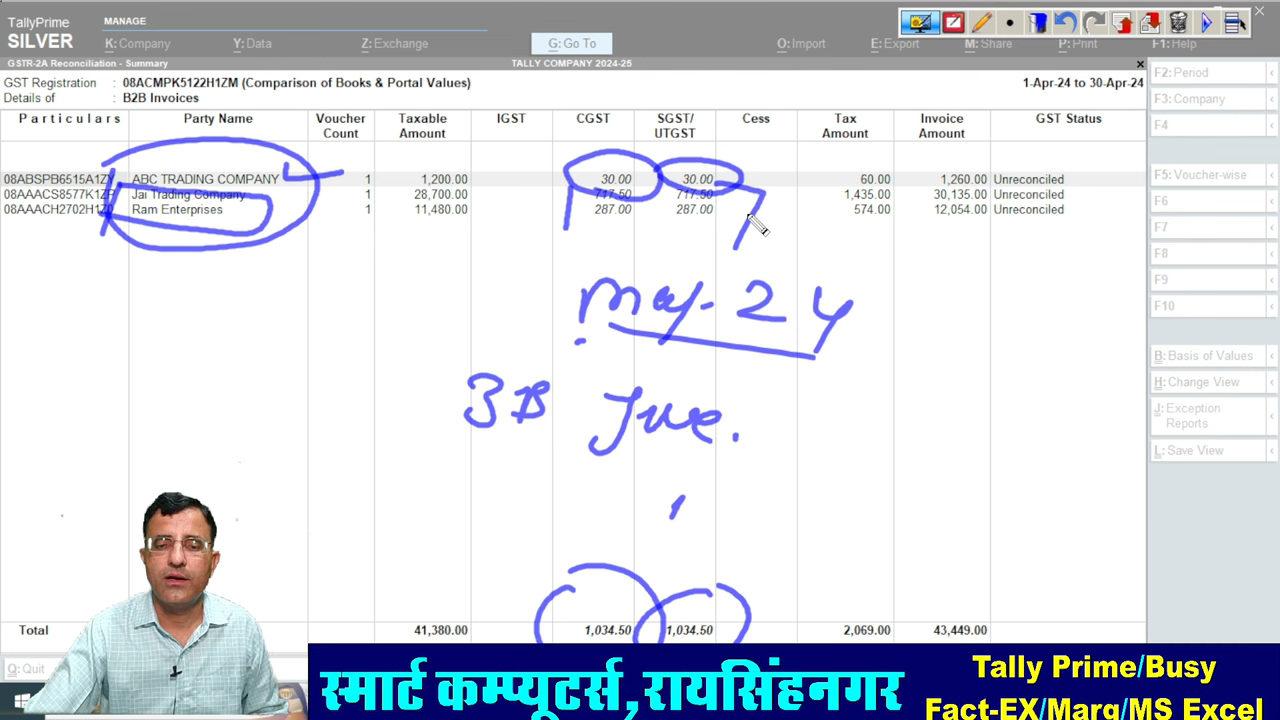 TallyPrime
SILVER
MANAGE
K: Company
Y: Data
Z: Exchange
G: Go To
O: Import
E: Export
M: Share
P: Print
F1: Help
GSTR-2A Reconciliation - Summary
TALLY COMPANY 2024-25
GST Registration : 08ACMPK5122H1ZM (Comparison of Books & Portal Values)
1-Apr-24 to 30-Apr-24
Details of : B2B Invoices
Particulars Party Name Voucher Count Taxable Amount IGST CGST SGST/ UTGST Cess Tax Amount Invoice Amount GST Status
08ABSPB6515A1ZY ABC TRADING COMPANY 1 1,200.00 30.00 30.00 60.00 1,260.00 Unreconciled
Jai Trading Company 1 28,700.00 717.50 717.50 1,435.00 30,135.00 Unreconciled
Ram Enterprises 1 11,480.00 287.00 287.00 574.00 12,054.00 Unreconciled
May-24
3B
Total 41,380.00 1,034.50 1,034.50 2,069.00 43,449.00
F2: Period
F3: Company
F4
F5: Voucher-wise
F6
F7
F8
F9
F10
B: Basis of Values
H: Change View
J: Exception Reports
L: Save View
Q: Quit
स्मार्ट कम्प्यूटर्स,रायसिंहनगर
Tally Prime/Busy
Fact-EX/Marg/MS Excel